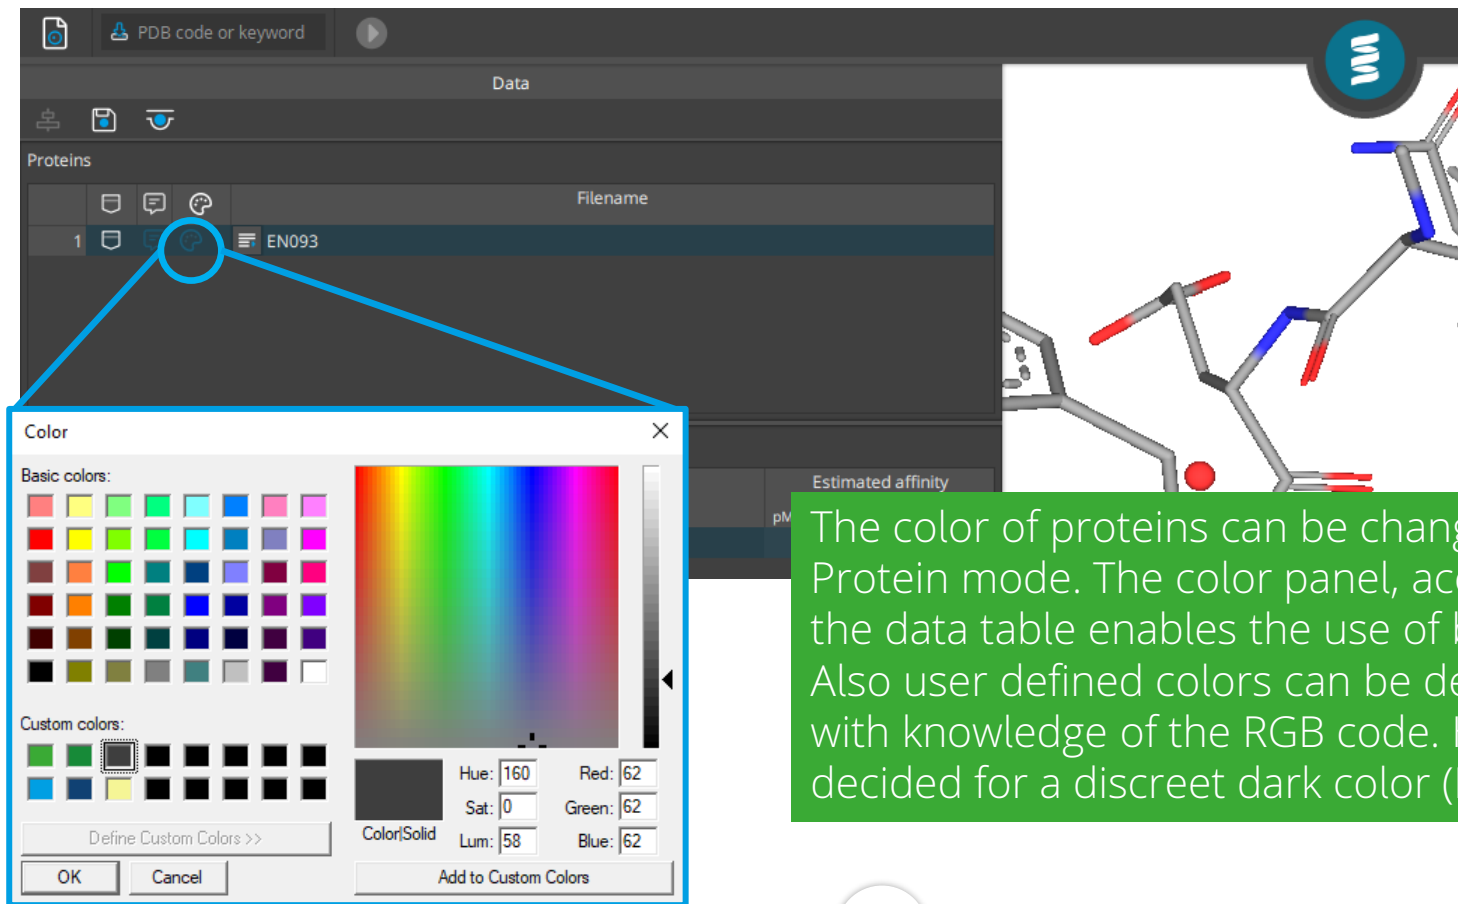 PDB code or keyword
Data
Proteins
Filename
1 EN093
Color
Basic colors:
Custom colors:
Hue: 160 Red: 62
Sat: 0 Green: 62
Color|Solid Lum: 58 Blue: 62
Define Custom Colors >>
OK Cancel Add to Custom Colors
Estimated affinity
The color of proteins can be
Protein mode. The color panel,
the data table enables the use of
Also user defined colors can be
with knowledge of the RGB code.
decided for a discreet dark color